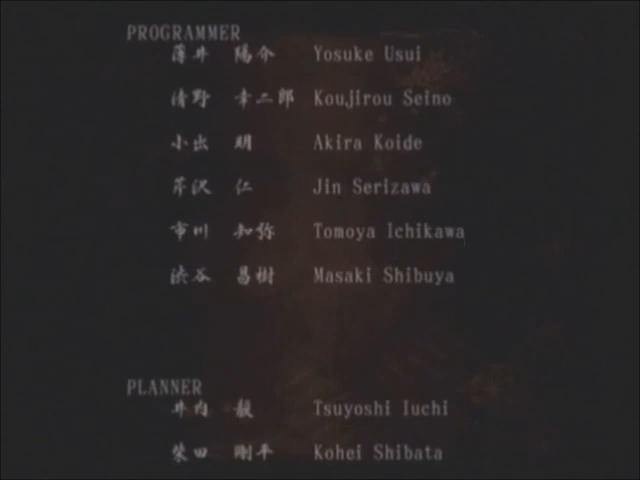 PROGRAMMER
薄井 陽介 Yosuke Usui
清野 幸二郎 Koujirou Seino
小出 明 Akira Koide
芹沢 仁 Jin Serizawa
市川 知弥 Tomoya Ichikawa
渋谷 昌樹 Masaki Shibuya
PLANNER
井内 Tsuyoshi Iuchi
柴田 剛平 Kohei Shibata